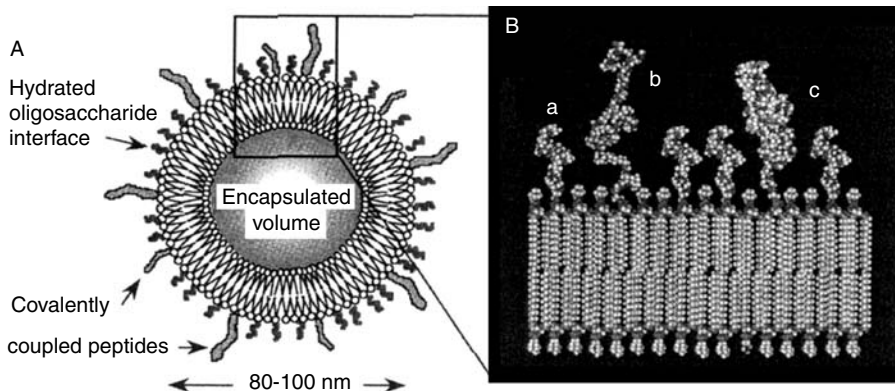 A
Hydrated
oligosaccharide
interface
Encapsulated
volume
Covalently
coupled peptides
80-100 nm
B
a
b
c